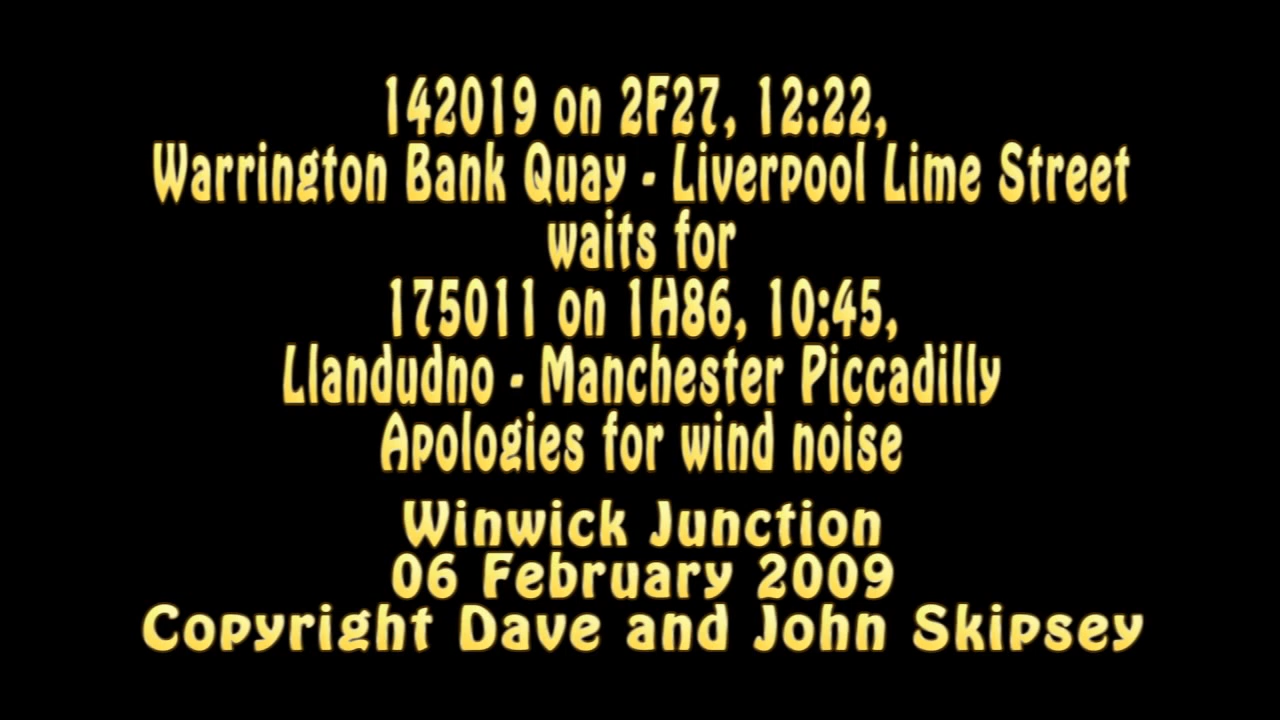 142019 on 2F27, 12:22,
Warrington Bank Quay - Liverpool Lime Street
waits for
175011 on 1H86, 10:45,
Llandudno - Manchester Piccadilly
Apologies for wind noise
Winwick Junction
06 February 2009
Copyright Dave and John Skipsey